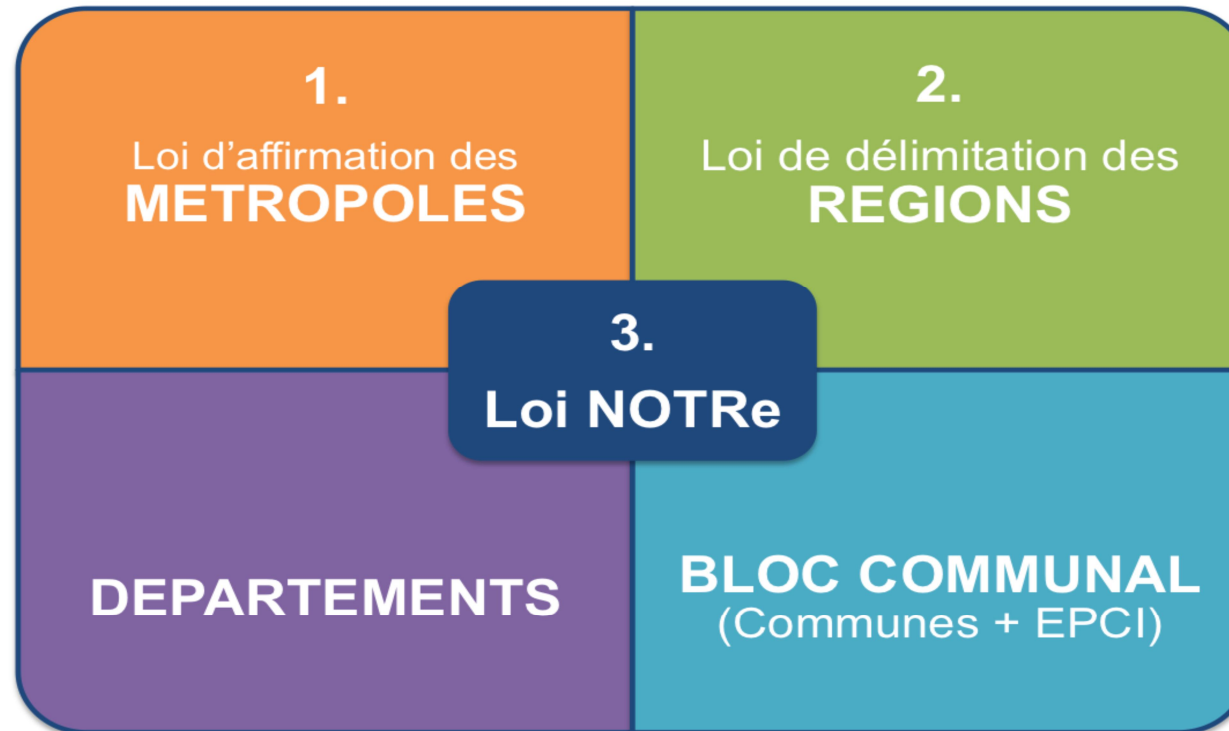 1.
Loi d'affirmation des
METROPOLES
2.
Loi de délimitation des
REGIONS
3.
Loi NOTRe
DEPARTEMENTS
BLOC COMMUNAL
(Communes + EPCI)